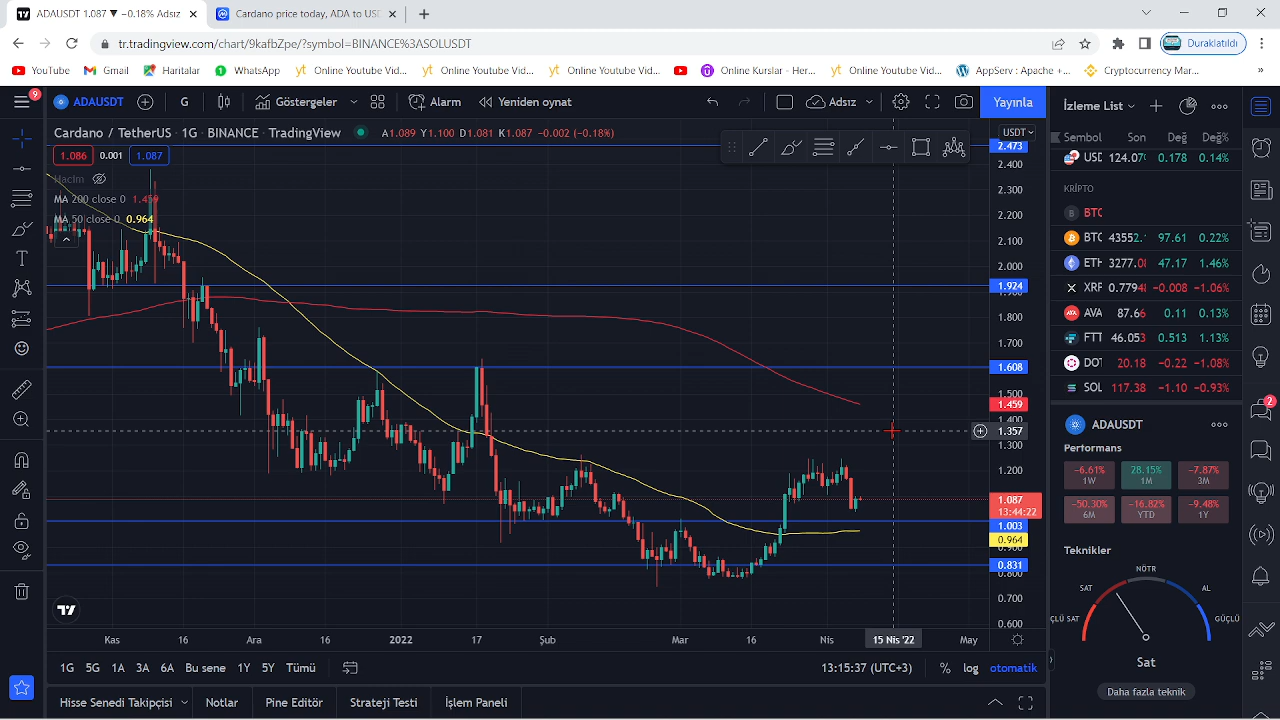 ADAUSDT 1.087 ▼ −0.18% Adsız
Cardano price today, ADA to USD
tr.tradingview.com/chart/9kafbZpe/?symbol=BINANCE%3ASOLUSDT
Duraklatıldı
YouTube
Gmail
Haritalar
WhatsApp
Online Youtube Vid...
Online Youtube Vid...
Online Youtube Vid...
Online Kurslar - Her...
Online Youtube Vid...
AppServ : Apache +...
Cryptocurrency Mar...
»
9
ADAUSDT
G
Göstergeler
Alarm
Yeniden oynat
Adsız
Yayınla
İzleme List
Cardano / TetherUS · 1G · BINANCE · TradingView
A1.089 Y1,100 D1.081 K1.087 −0.002 (−0.18%)
1.086
0.001
1.087
Hacim
MA 200 close 0 1.459
MA 50 close 0 0.964
USDT
2.473
2.400
2.300
2.200
2.100
2.000
1.924
1.900
1.800
1.700
1.608
1.500
1.459
1.400
1.357
1.300
1.200
1.087
13:44:22
1.003
0.964
0.900
0.831
0.800
0.700
0.600
Kas
16
Ara
16
2022
17
Şub
Mar
16
Nis
15 Nis '22
May
1G
5G
1A
3A
6A
Bu sene
1Y
5Y
Tümü
13:15:37 (UTC+3)
%
log
otomatik
Hisse Senedi Takipçisi
Notlar
Pine Editör
Strateji Testi
İşlem Paneli
Sembol Son Değ Değ%
USD 124.07 0.178 0.14%
KRİPTO
BTC
BTC 43552. 97.61 0.22%
ETH 3277.08 47.17 1.46%
XRF 0.7794 −0.008 −1.06%
AVA 87.66 0.11 0.13%
FTT 46.053 0.513 1.13%
DOT 20.18 −0.22 −1.08%
SOL 117.38 −1.10 −0.93%
ADAUSDT
Performans
−6.61%
1W
28.15%
1M
−7.87%
3M
−50.30%
6M
−16.82%
YTD
−9.48%
1Y
Teknikler
NÖTR
SAT
AL
ÇLÜ SAT
GÜÇLÜ
Sat
Daha fazla teknik
2